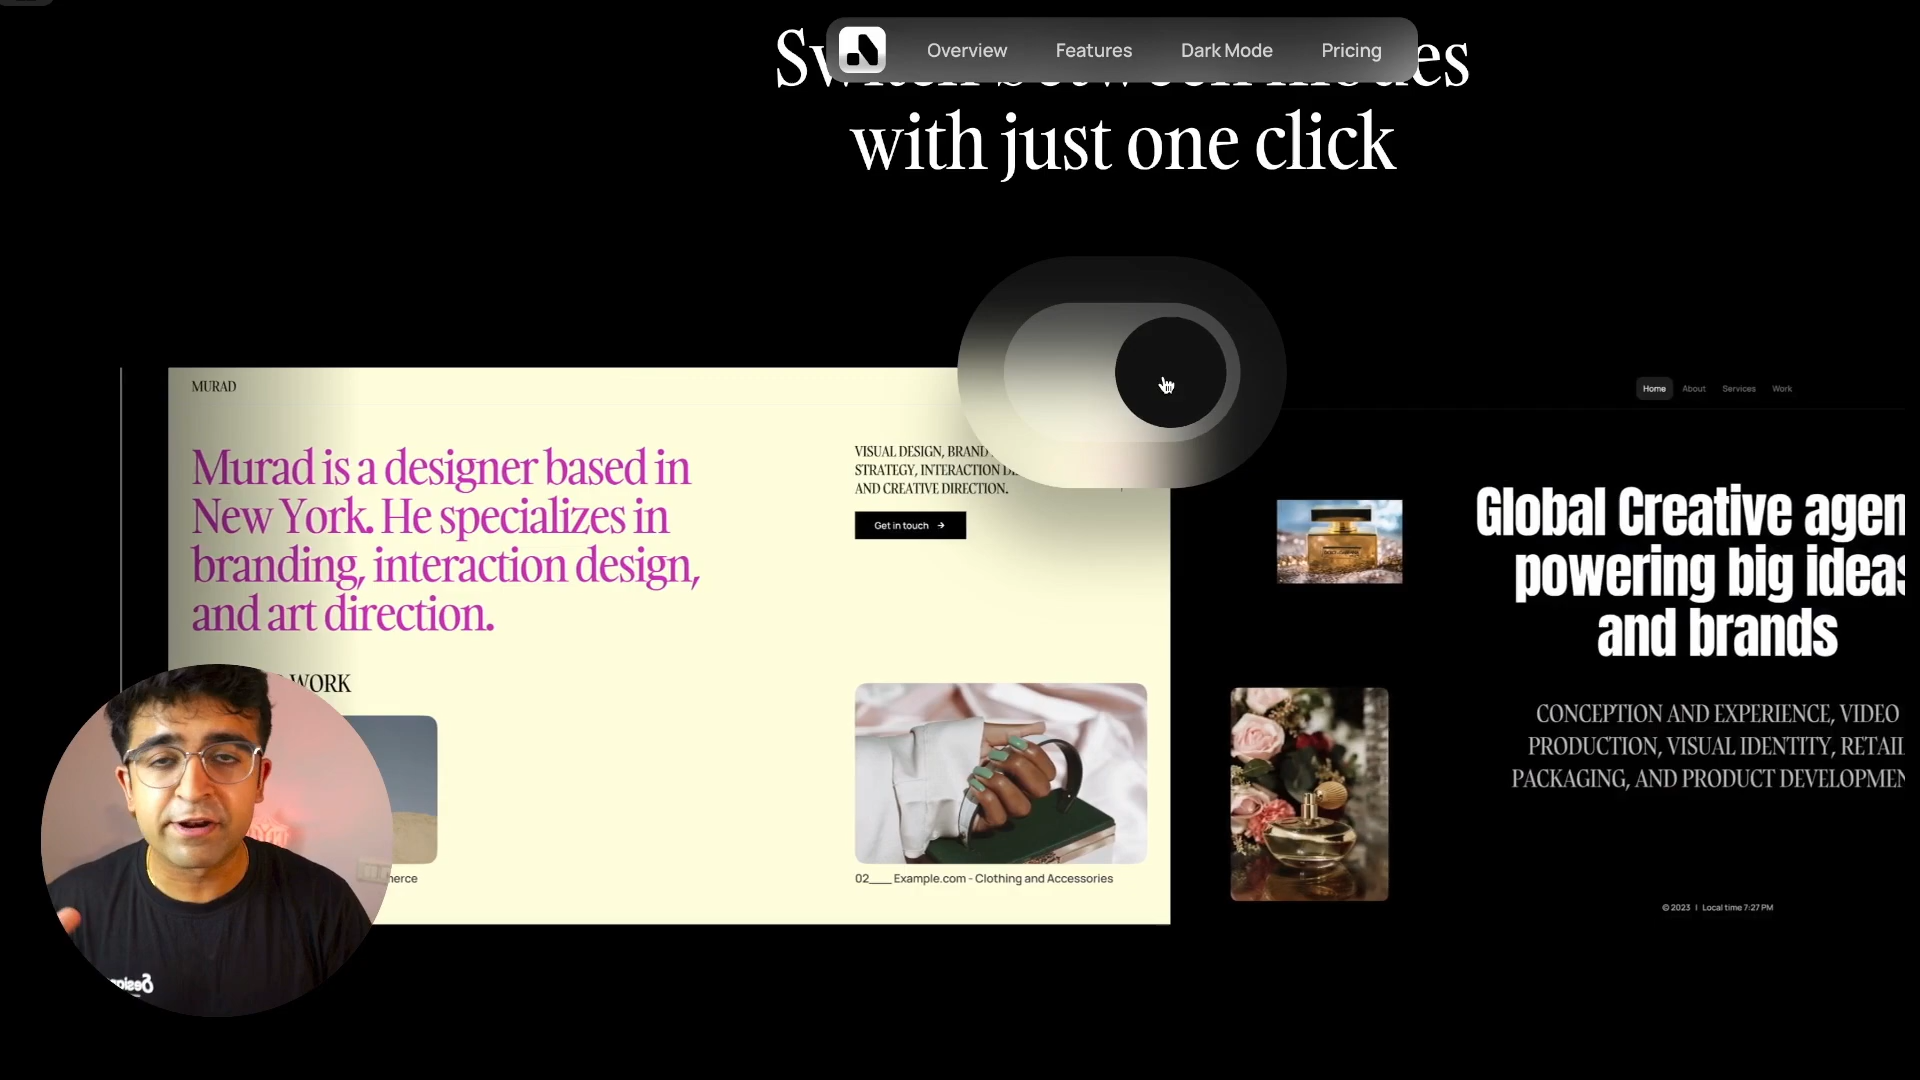 Overview
Features
Dark Mode
Pricing
Switch between modes
with just one click
MURAD
Murad is a designer based in
New York. He specializes in
branding, interaction design,
and art direction.
VISUAL DESIGN, BRAND
STRATEGY, INTERACTION
AND CREATIVE DIRECTION.
Get in touch →
WORK
02___ Example.com - Clothing and Accessories
Home
About
Services
Work
Global Creative agen
powering big ideas
and brands
CONCEPTION AND EXPERIENCE, VIDEO
PRODUCTION, VISUAL IDENTITY, RETAIL
PACKAGING, AND PRODUCT DEVELOPMEN
© 2023 | Local time 7:27 PM